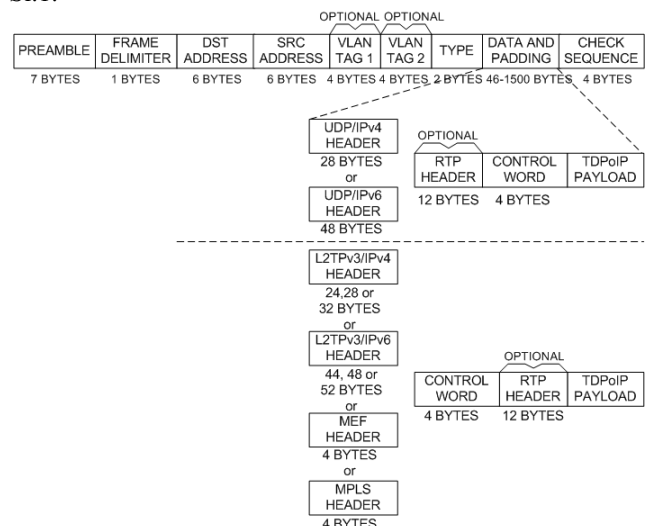 OPTIONAL OPTIONAL
PREAMBLE FRAME DELIMITER DST ADDRESS SRC ADDRESS VLAN TAG 1 VLAN TAG 2 TYPE DATA AND PADDING CHECK SEQUENCE
7 BYTES 1 BYTES 6 BYTES 6 BYTES 4 BYTES 4 BYTES 2 BYTES 46-1500 BYTES 4 BYTES
UDP/IPv4
HEADER
28 BYTES
or
UDP/IPv6
HEADER
48 BYTES
OPTIONAL
RTP HEADER CONTROL WORD TDPoIP PAYLOAD
12 BYTES 4 BYTES
L2TPv3/IPv4
HEADER
24,28 or
32 BYTES
or
L2TPv3/IPv6
HEADER
44, 48 or
52 BYTES
or
MEF
HEADER
4 BYTES
or
MPLS
HEADER
4 BYTES
OPTIONAL
CONTROL WORD RTP HEADER TDPoIP PAYLOAD
4 BYTES 12 BYTES